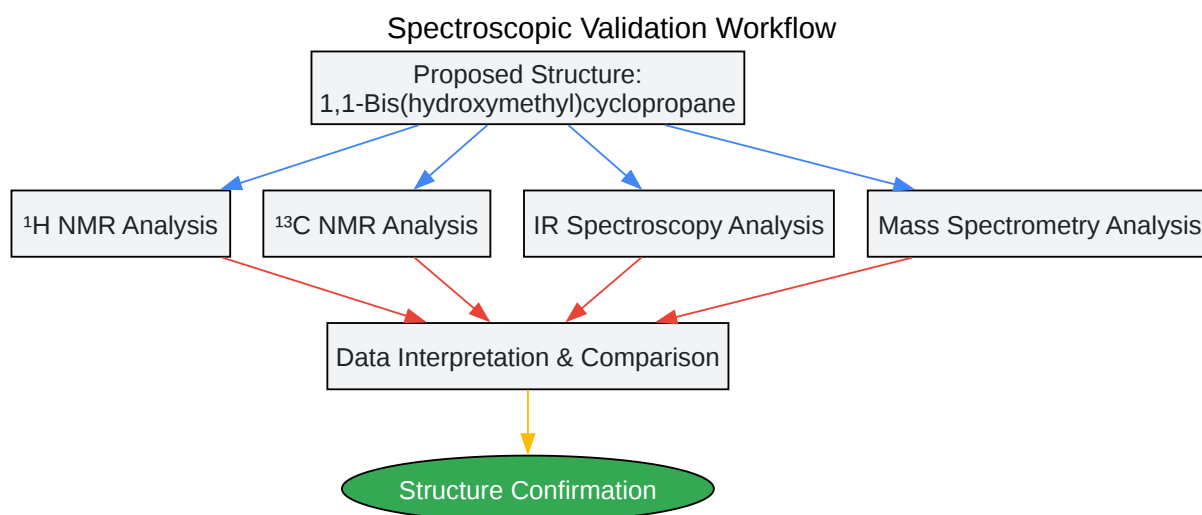 Spectroscopic Validation Workflow
Proposed Structure:
1,1-Bis(hydroxymethyl)cyclopropane
¹H NMR Analysis
¹³C NMR Analysis
IR Spectroscopy Analysis
Mass Spectrometry Analysis
Data Interpretation & Comparison
Structure Confirmation